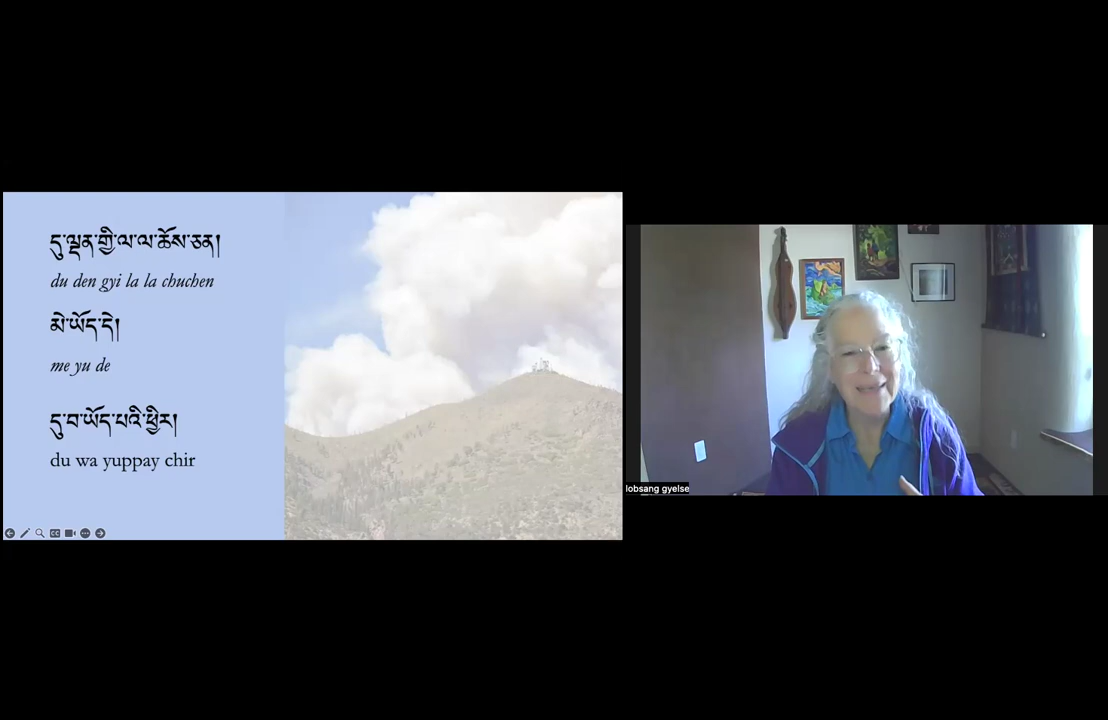 དུ་ལྡན་གྱི་ལ་ལ་ཆོས་ཅན།
du den gyi la la chuchen
མེ་ཡོད་དེ།
me yu de
དུ་བ་ཡོད་པའི་ཕྱིར།
du wa yuppay chir
lobsang gyelse